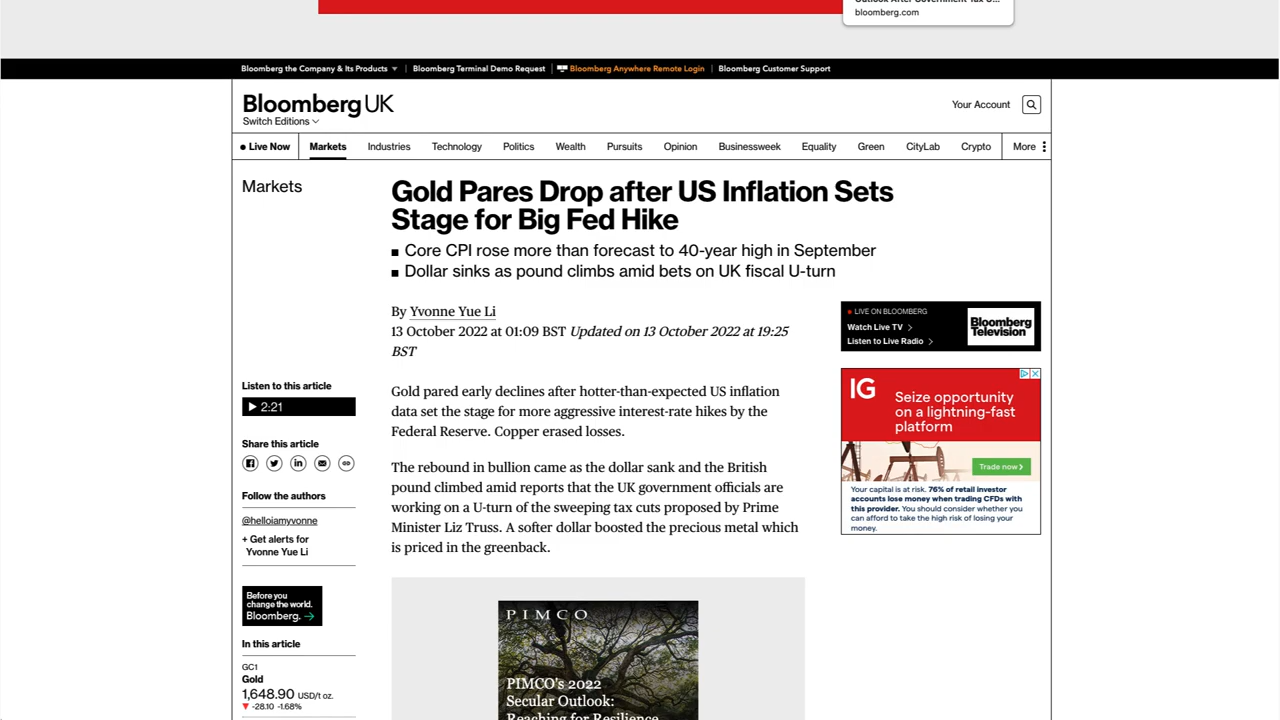 bloomberg.com
Bloomberg the Company & Its Products
Bloomberg Terminal Demo Request
Bloomberg Anywhere Remote Login
Bloomberg Customer Support
Bloomberg UK
Switch Editions
Your Account
Live Now
Markets
Industries
Technology
Politics
Wealth
Pursuits
Opinion
Businessweek
Equality
Green
CityLab
Crypto
More
Markets
Gold Pares Drop after US Inflation Sets
Stage for Big Fed Hike
Core CPI rose more than forecast to 40-year high in September
Dollar sinks as pound climbs amid bets on UK fiscal U-turn
By Yvonne Yue Li
13 October 2022 at 01:09 BST Updated on 13 October 2022 at 19:25
BST
Listen to this article
2:21
Share this article
Follow the authors
@helloiamyvonne
+ Get alerts for
Yvonne Yue Li
Before you
change the world.
Bloomberg.
In this article
GC1
Gold
1,648.90 USD/t oz.
-28.10 -1.68%
Gold pared early declines after hotter-than-expected US inflation
data set the stage for more aggressive interest-rate hikes by the
Federal Reserve. Copper erased losses.
The rebound in bullion came as the dollar sank and the British
pound climbed amid reports that the UK government officials are
working on a U-turn of the sweeping tax cuts proposed by Prime
Minister Liz Truss. A softer dollar boosted the precious metal which
is priced in the greenback.
PIMCO
PIMCO's 2022
Secular Outlook:
Reaching for Resilience
LIVE ON BLOOMBERG
Watch Live TV
Listen to Live Radio
Bloomberg
Television
IG
Seize opportunity
on a lightning-fast
platform
Trade now
Your capital is at risk. 76% of retail investor
accounts lose money when trading CFDs with
this provider. You should consider whether you
can afford to take the high risk of losing your
money.